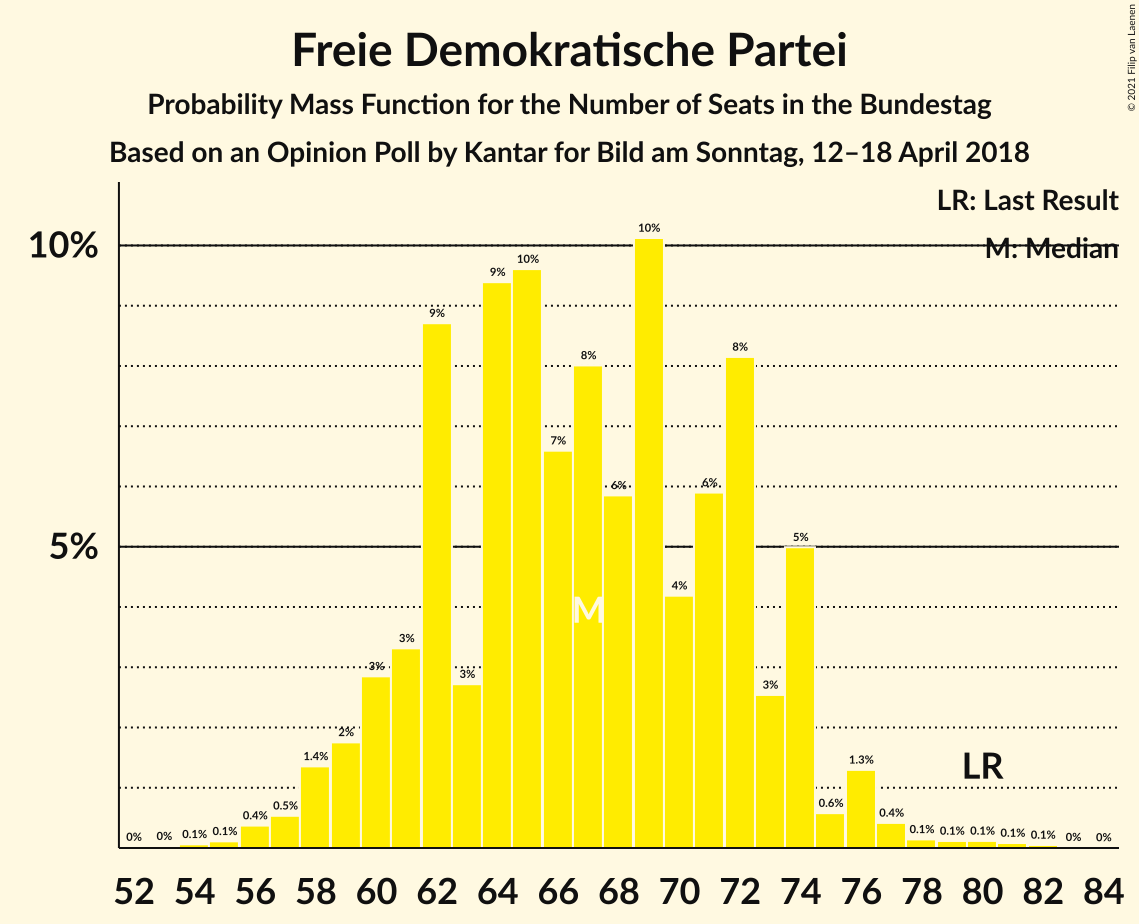 Freie Demokratische Partei
Probability Mass Function for the Number of Seats in the Bundestag
Based on an Opinion Poll by Kantar for Bild am Sonntag, 12–18 April 2018
© 2021 Filip van Laenen
LR: Last Result
M: Median
10%
5%
0% 0% 0.1% 0.1% 0.4% 0.5% 1.4% 2% 3% 3% 9% 3% 9% 10% 7% 8% 6% 10% 4% 6% 8% 3% 5% 0.6% 1.3% 0.4% 0.1% 0.1% 0.1% 0.1% 0.1% 0% 0%
M
LR
52 54 56 58 60 62 64 66 68 70 72 74 76 78 80 82 84